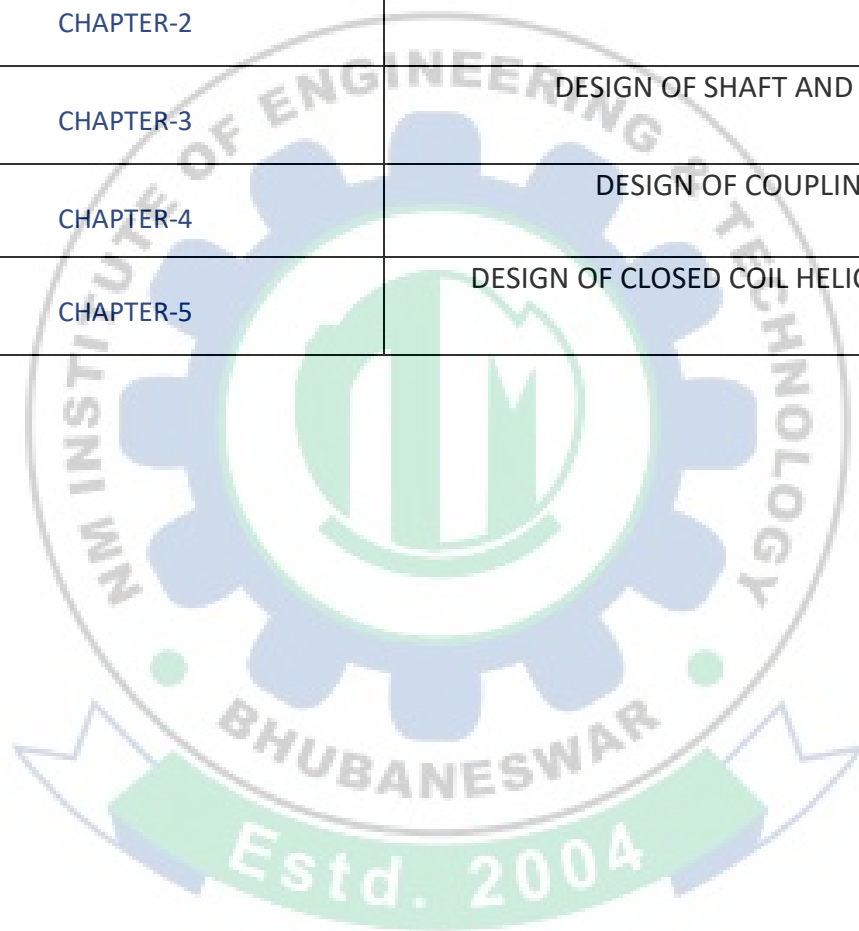 CHAPTER-2
DESIGN OF SHAFT AND
CHAPTER-3
DESIGN OF COUPLIN
CHAPTER-4
DESIGN OF CLOSED COIL HELIC
CHAPTER-5
NM INSTITUTE OF ENGINEERING & TECHNOLOGY
BHUBANESWAR
Estd. 2004